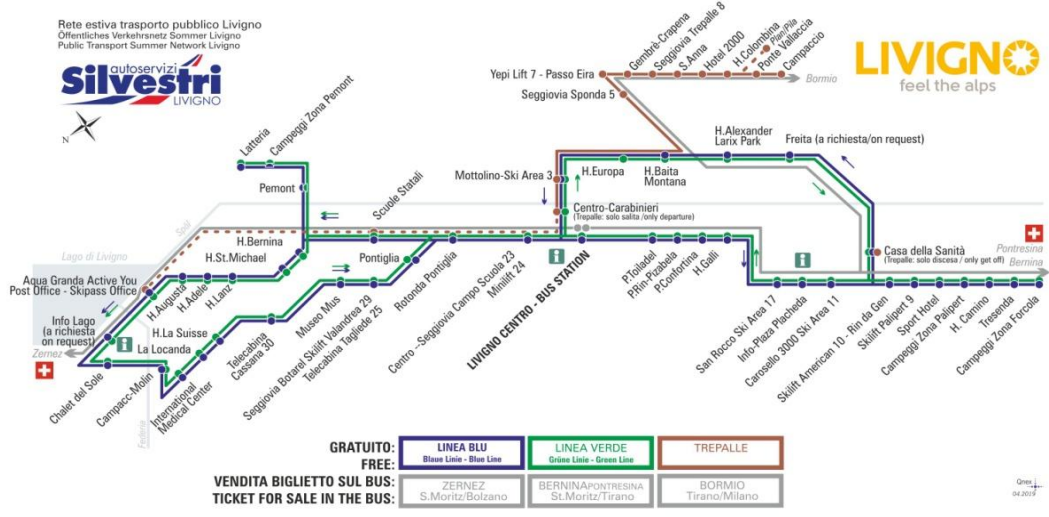 Rete estiva trasporto pubblico Livigno
Öffentliches Verkehrsnetz Sommer Livigno
Public Transport Summer Network Livigno
autoservizi
Silvestri
LIVIGNO
N
LIVIGNO
feel the alps
Yepi Lift 7 - Passo Eira
Gembrè-Crapena
Seggiovia Trepalle 8
S.Anna
Hotel 2000
H.Colombina
Plan/Pila
Ponte Vallaccia
Campaccio
Bormio
Seggiovia Sponda 5
Latteria
Campeggi Zona Pemont
Pemont
Scuole Statali
Mottolino-Ski Area 3
H.Europa
H.Baita
Montana
H.Alexander
Larix Park
Freita (a richiesta/on request)
Centro-Carabinieri
(Trepalle: solo salita /only departure)
Spöl
Lago di Livigno
H.Bernina
H.St.Michael
Pontiglia
Casa della Sanità
(Trepalle: solo discesa / only get off)
Pontresina
Bernina
Aqua Granda Active You
Post Office - Skipass Office
H.Augusta
H.Adele
H.Lanz
Info Lago
(a richiesta
on request)
Zernez
H.La Suisse
La Locanda
Chalet del Sole
Campacc-Molin
Federia
International
Medical Center
Telecabina
Cassana 30
Museo Mus
Seggiovia Botarel Skilift Valandrea 29
Telecabina Tagliede 25
Rotonda Pontiglia
Centro -Seggiovia Campo Scuola 23
Minilift 24
LIVIGNO CENTRO - BUS STATION
P.Toiladel
P.Rin-Pirabela
P.Confortina
H.Galli
San Rocco Ski Area 17
Info-Plaza Placheda
Carosello 3000 Ski Area 11
Skilift American 10 - Rin da Gen
Skilift Palipert 9
Sport Hotel
Campeggi Zona Palipert
H. Camino
Tresenda
Campeggi Zona Forcola
GRATUITO:
FREE:
LINEA BLU
Blaue Linie - Blue Line
LINEA VERDE
Grüne Linie - Green Line
TREPALLE
VENDITA BIGLIETTO SUL BUS:
TICKET FOR SALE IN THE BUS:
ZERNEZ
S.Moritz/Bolzano
BERNINAPONTRESINA
St.Moritz/Tirano
BORMIO
Tirano/Milano
Qnex
04.2019